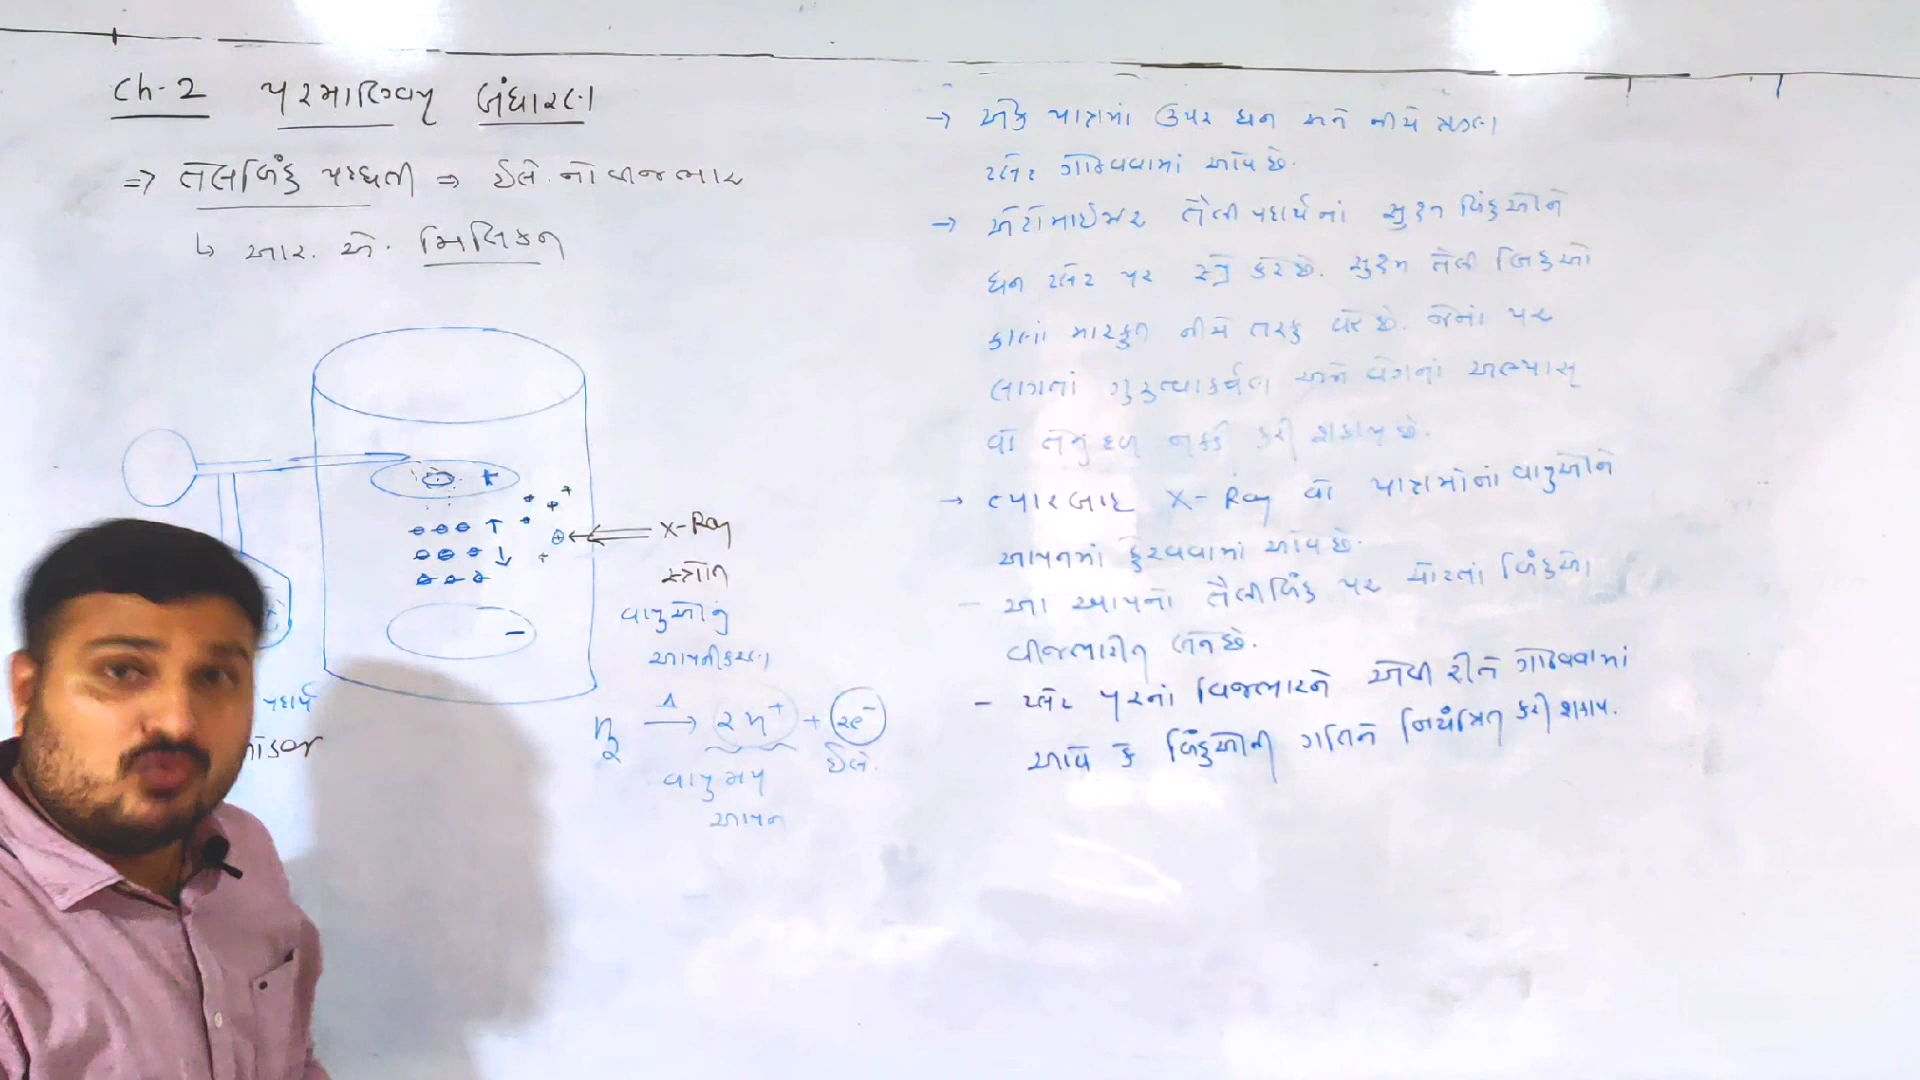 Ch-2 પરમાણ્વિય બંધારણ
⇒ તેલબિંદુ પધ્ધતી ⇒ ઈલે. નો વીજભાર
↳ આર. એ. મિલિકન
+
-
X-Ray
સ્ત્રોત
વાયુઓનું
આયનીકરણ
પદાર્થ
n₂ →Δ 2n⁺ + 2e⁻
વાયુમય
આયન
ઈલે.
→ એક પાત્રમાં ઉપર ધન અને નીચે ઋણ
પ્લેટ ગોઠવવામાં આવે છે.
→ એટોમાઈઝર તૈલી પદાર્થનાં સુક્ષ્મ બિંદુઓને
ધન પ્લેટ પર સ્પ્રે કરે છે. સુક્ષ્મ તૈલી બિંદુઓ
કાણાં મારફત નીચે તરફ વરે છે. જેનાં પર
લાગતાં ગુરુત્વાકર્ષણ અને વેગનાં અભ્યાસ
વડે તેનું દળ નક્કી કરી શકાય છે.
→ ત્યારબાદ X-Ray વડે પાત્રમાંનાં વાયુઓને
આયનમાં ફેરવવામાં આવે છે.
- આ આયનો તૈલીબિંદુ પર ચોંટતાં બિંદુઓ
વીજભારીત બને છે.
- પ્લેટ પરનાં વિજભારને એવી રીતે ગોઠવવામાં
આવે કે બિંદુઓની ગતિને નિયંત્રિત કરી શકાય.